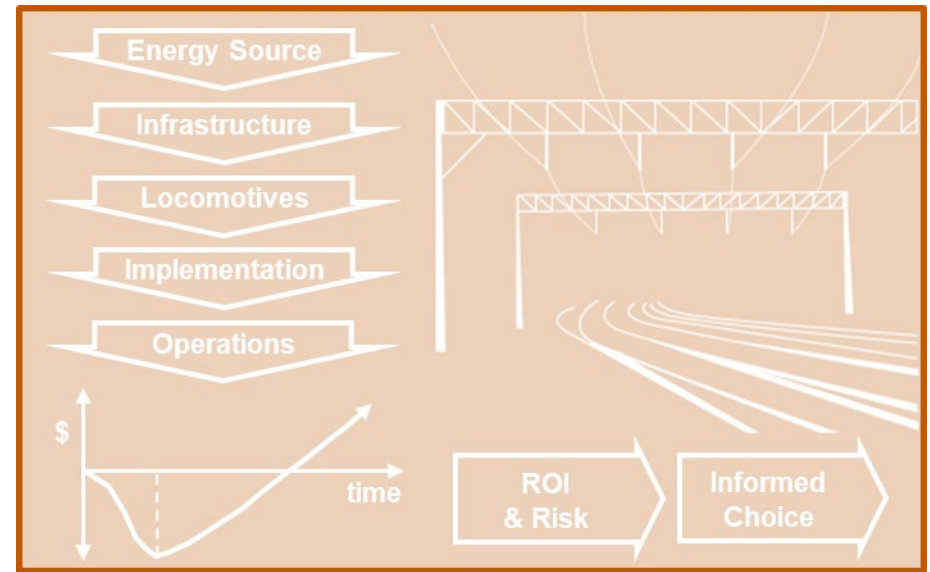 Energy Source
Infrastructure
Locomotives
Implementation
Operations
$
time
ROI
& Risk
Informed
Choice